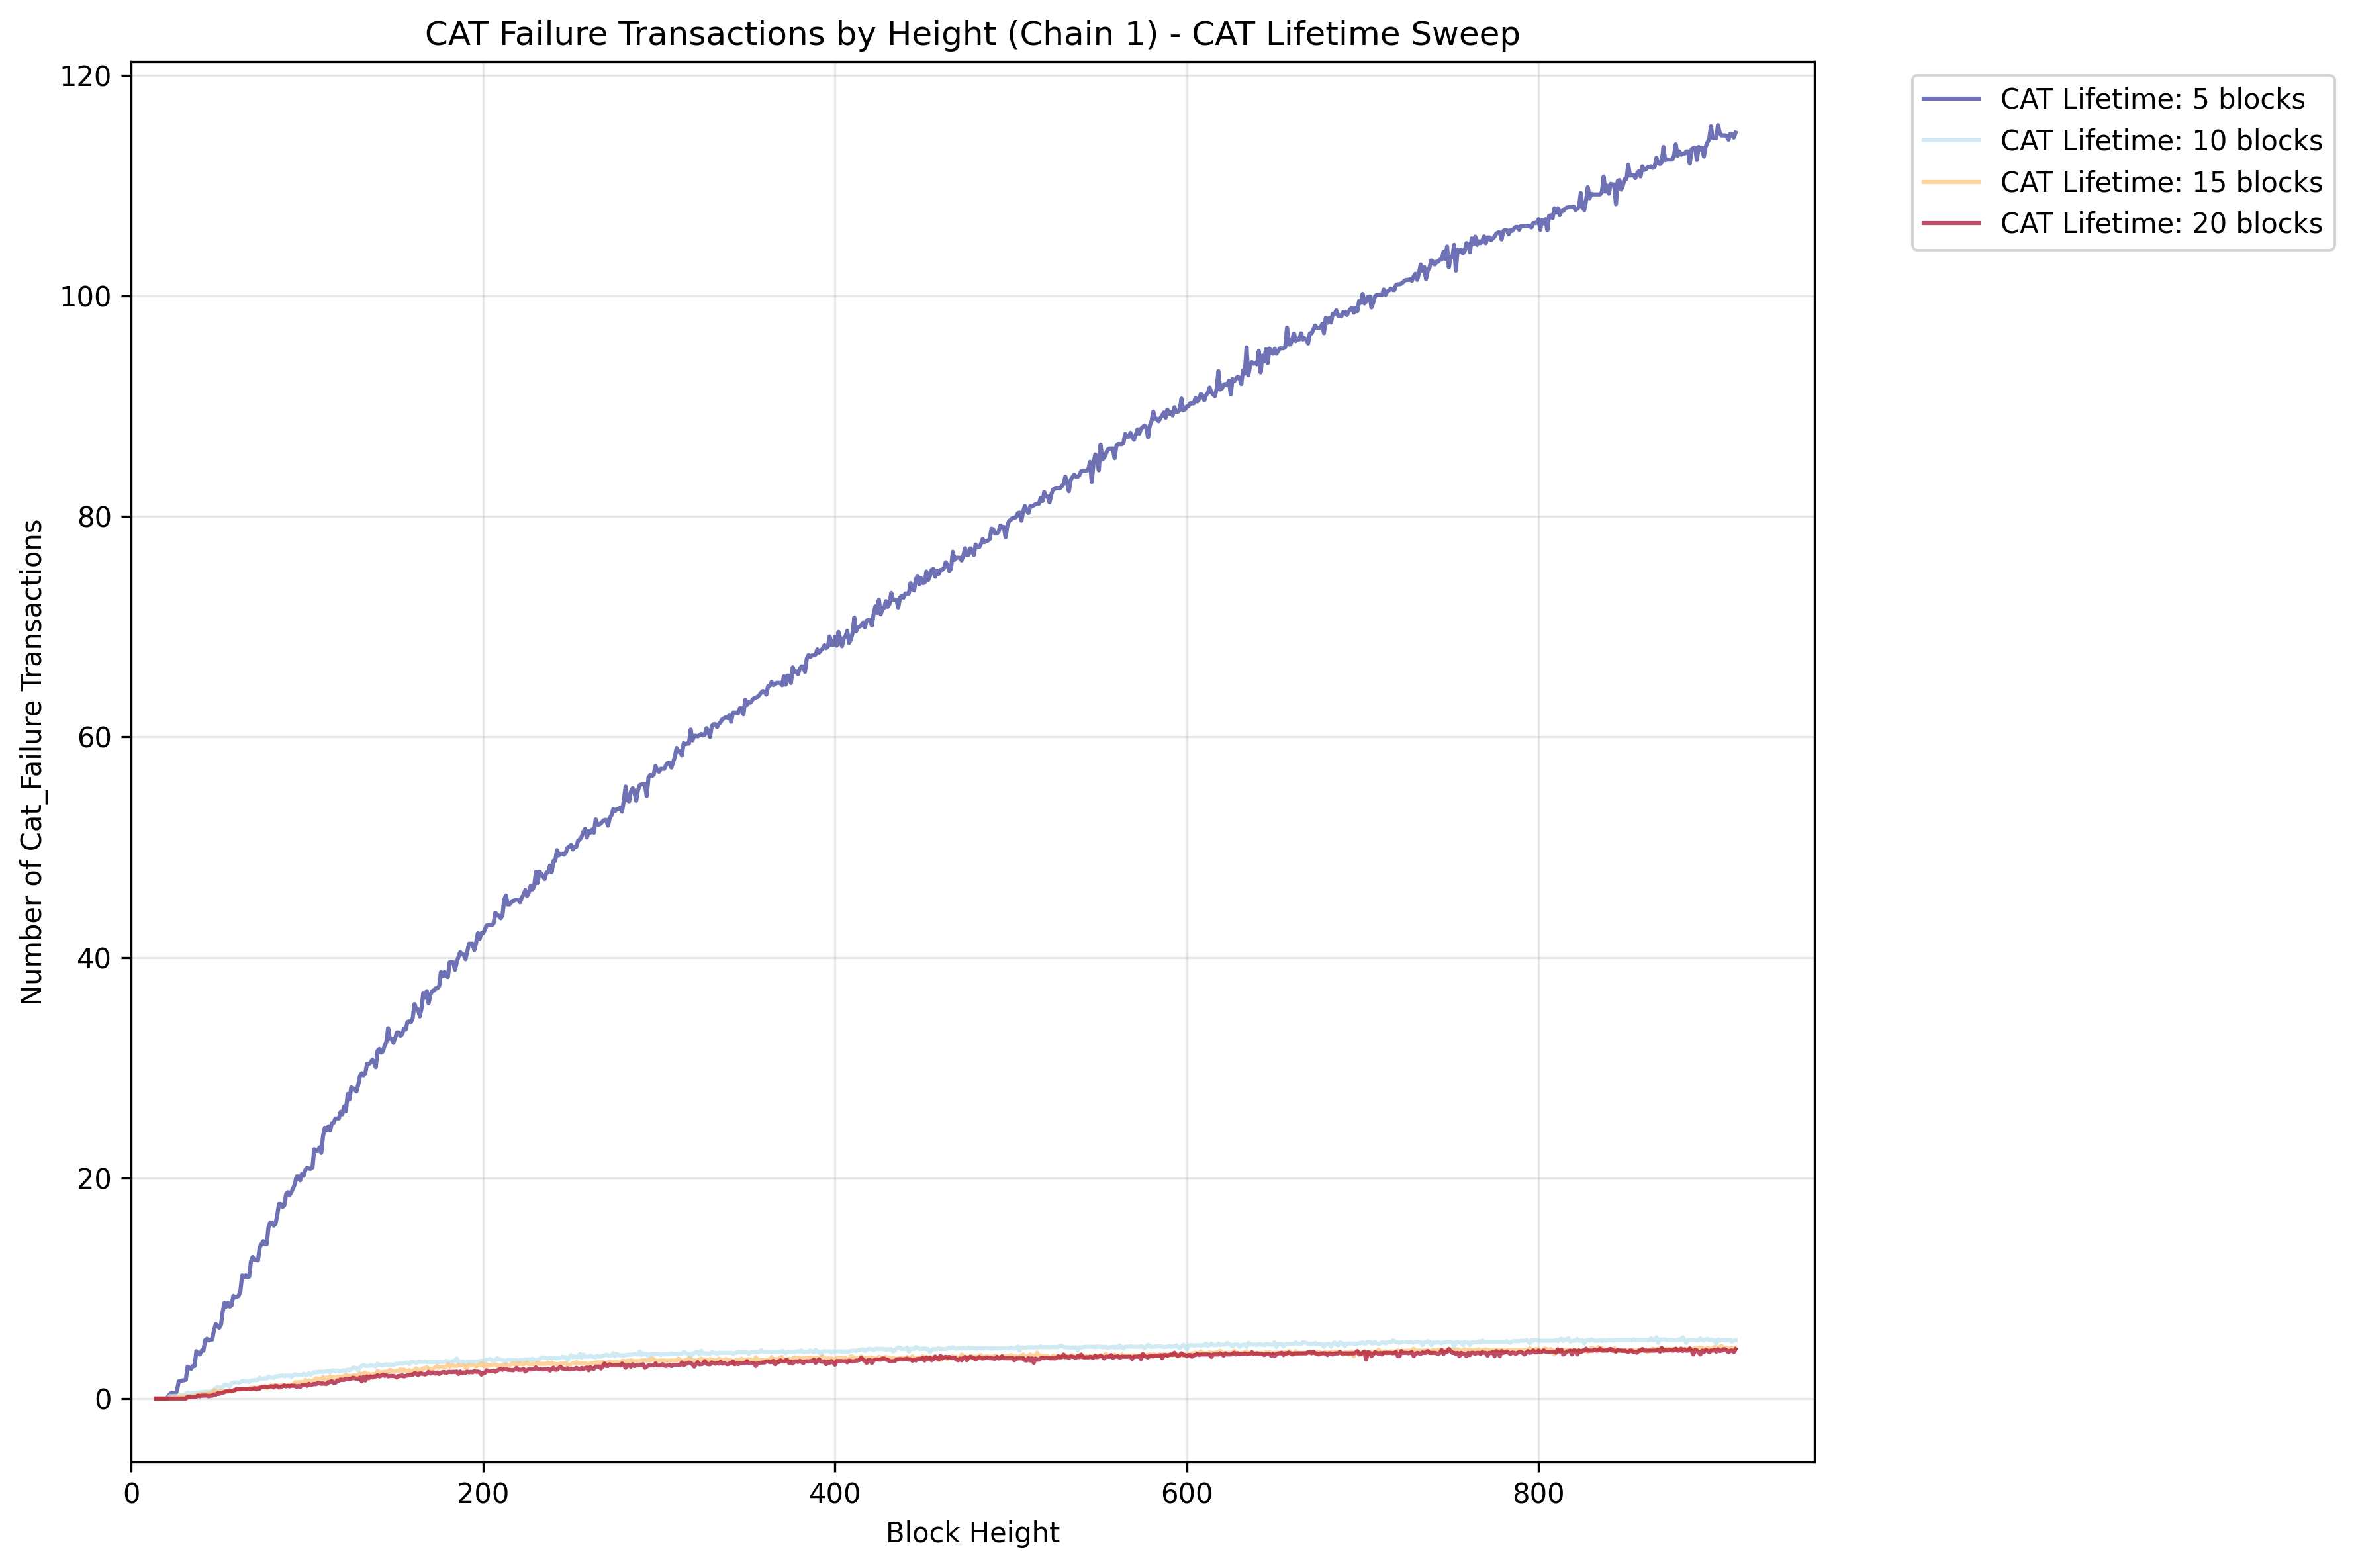 CAT Failure Transactions by Height (Chain 1) - CAT Lifetime Sweep
120
100
80
60
40
20
0
Number of Cat_Failure Transactions
0
200
400
600
800
Block Height
CAT Lifetime: 5 blocks
CAT Lifetime: 10 blocks
CAT Lifetime: 15 blocks
CAT Lifetime: 20 blocks